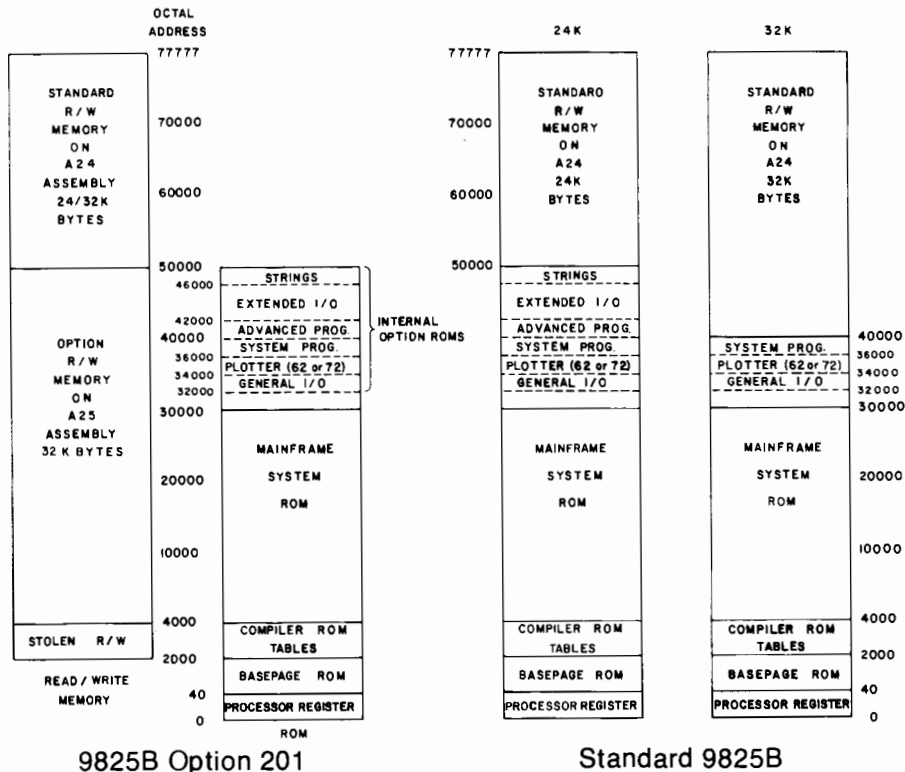 OCTAL
ADDRESS
77777
STANDARD
R/W
MEMORY
ON
A24
ASSEMBLY
24/32K
BYTES
70000
60000
50000
46000
42000
40000
36000
34000
32000
30000
20000
10000
4000
2000
40
0
OPTION
R/W
MEMORY
ON
A25
ASSEMBLY
32 K BYTES
STOLEN R/W
READ/WRITE
MEMORY
STRINGS
EXTENDED I/O
ADVANCED PROG.
SYSTEM PROG.
PLOTTER (62 or 72)
GENERAL I/O
INTERNAL
OPTION ROMS
MAINFRAME
SYSTEM
ROM
COMPILER ROM
TABLES
BASEPAGE ROM
PROCESSOR REGISTER
ROM
9825B Option 201
24K
77777
70000
60000
50000
STANDARO
R/W
MEMORY
ON
A24
24K
BYTES
STRINGS
EXTENDED I/O
ADVANCED PROG.
SYSTEM PROG.
PLOTTER (62 or 72)
GENERAL I/O
MAINFRAME
SYSTEM
ROM
COMPILER ROM
TABLES
BASEPAGE ROM
PROCESSOR REGISTER
32K
STANDARD
R/W
MEMORY
ON
A24
32K
BYTES
SYSTEM PROG.
PLOTTER (62 or 72)
GENERAL I/O
MAINFRAME
SYSTEM
ROM
COMPILER ROM
TABLES
BASEPAGE ROM
PROCESSOR REGISTER
40000
36000
34000
32000
30000
20000
10000
4000
2000
40
0
Standard 9825B